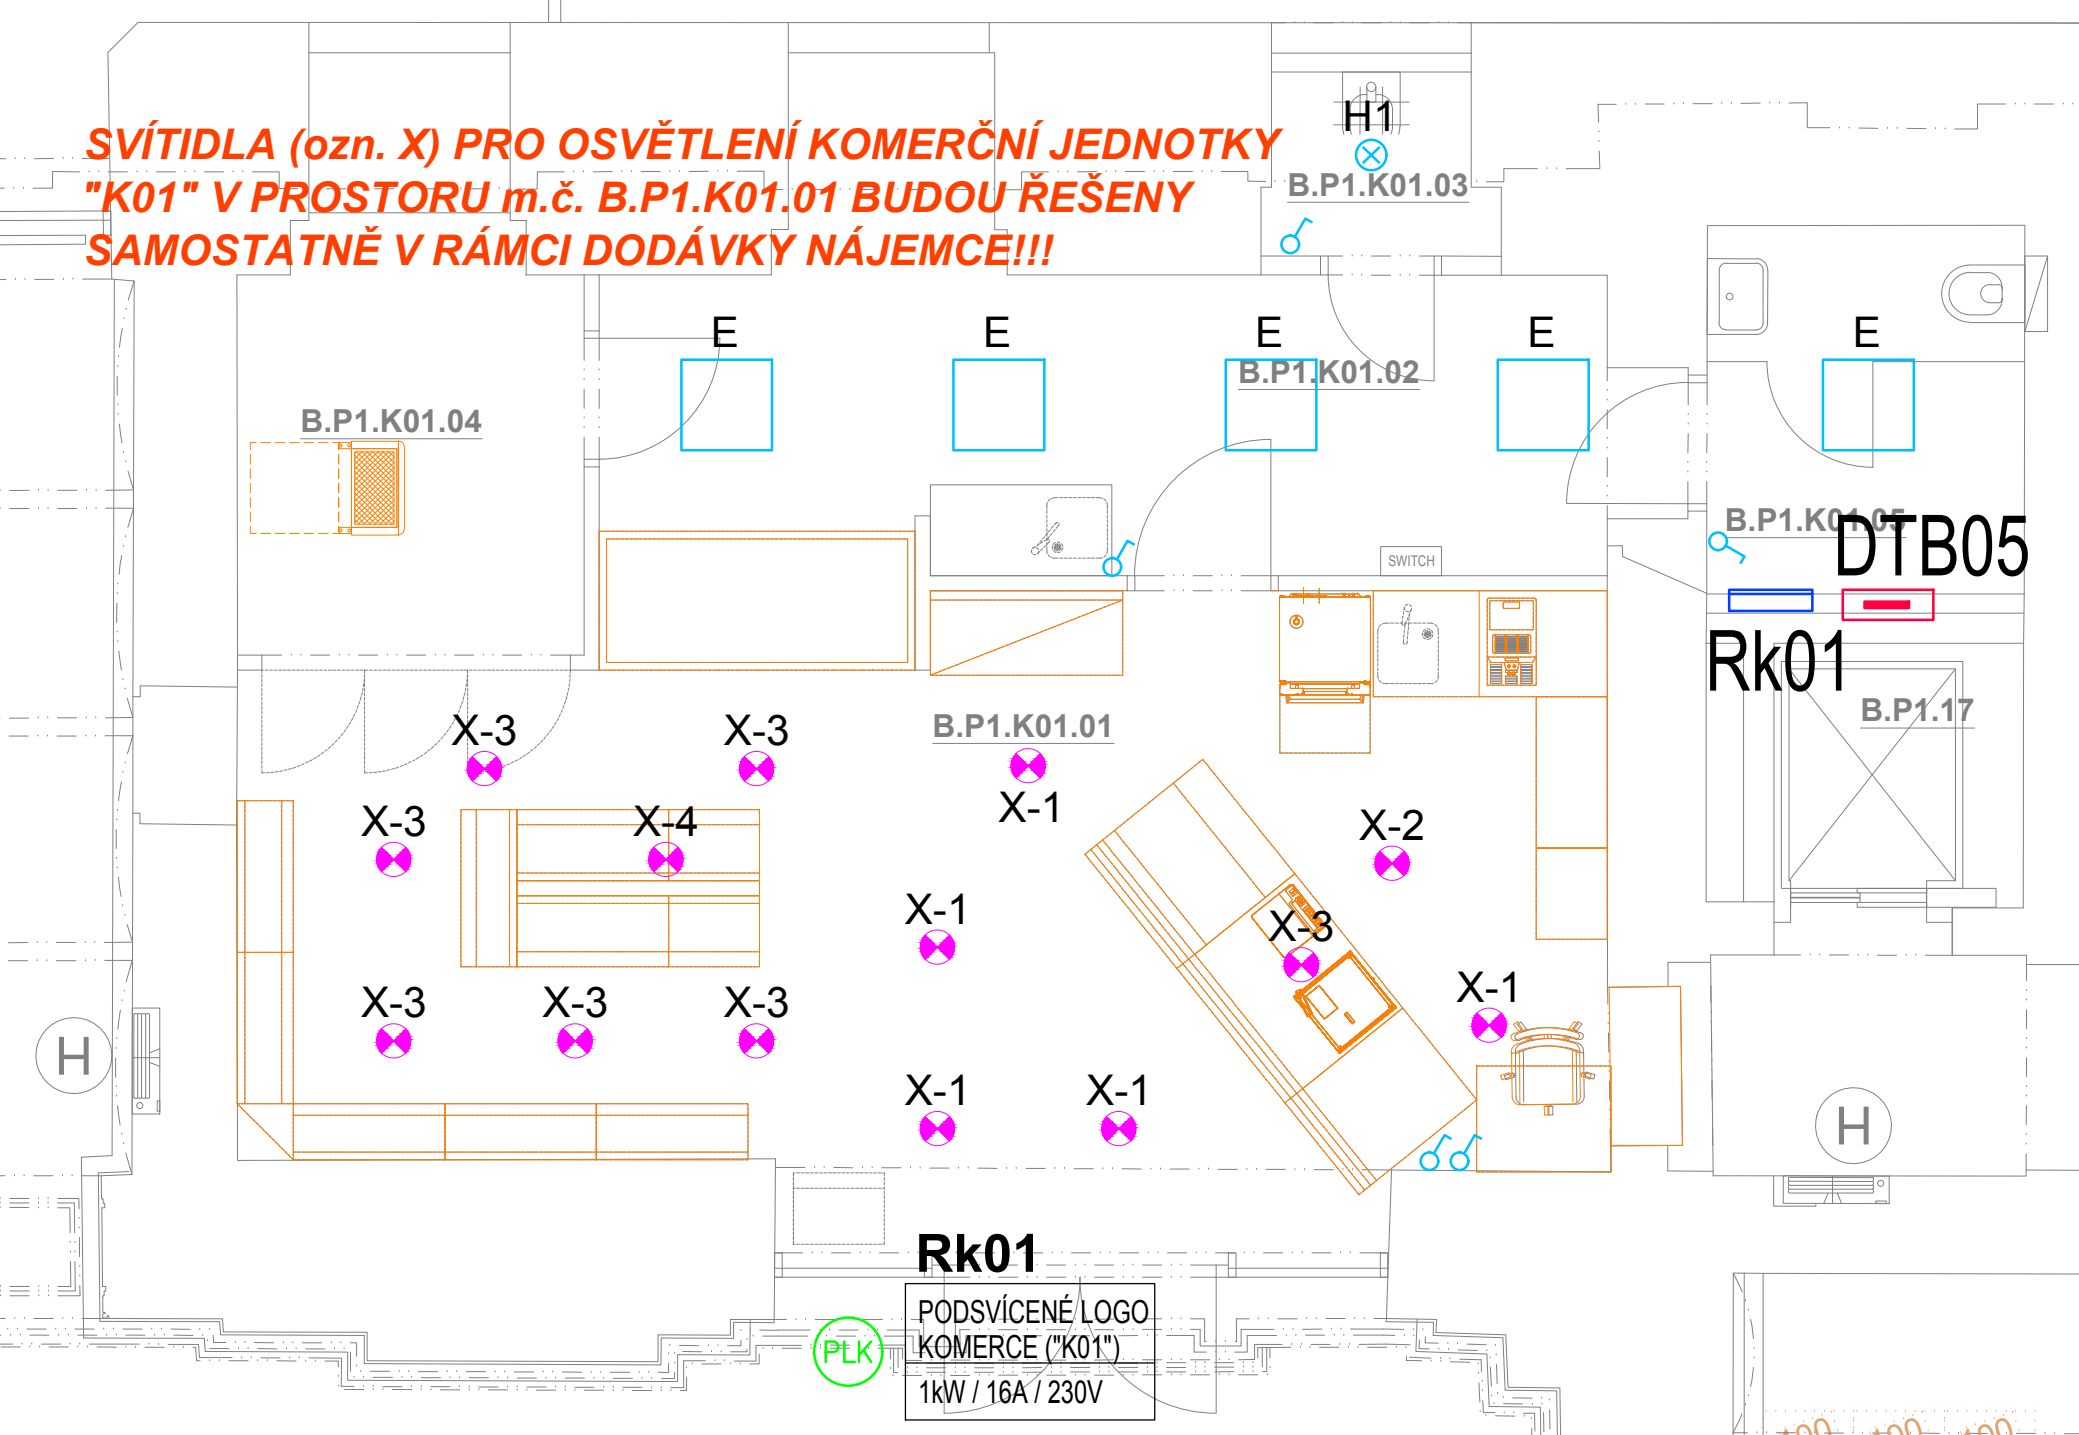 SVÍTIDLA (ozn. X) PRO OSVĚTLENÍ KOMERČNÍ JEDNOTKY
"K01" V PROSTORU m.č. B.P1.K01.01 BUDOU ŘEŠENY
SAMOSTATNĚ V RÁMCI DODÁVKY NÁJEMCE!!!
H1
B.P1.K01.03
E
E
E
E
E
B.P1.K01.02
B.P1.K01.04
B.P1.K01.05
DTB05
SWITCH
Rk01
B.P1.17
B.P1.K01.01
X-3
X-3
X-1
X-3
X-4
X-2
X-1
X-3
X-1
X-3
X-3
X-3
X-1
X-1
H
H
Rk01
PODSVÍCENÉ LOGO
KOMERCE ("K01")
1kW / 16A / 230V
PLK